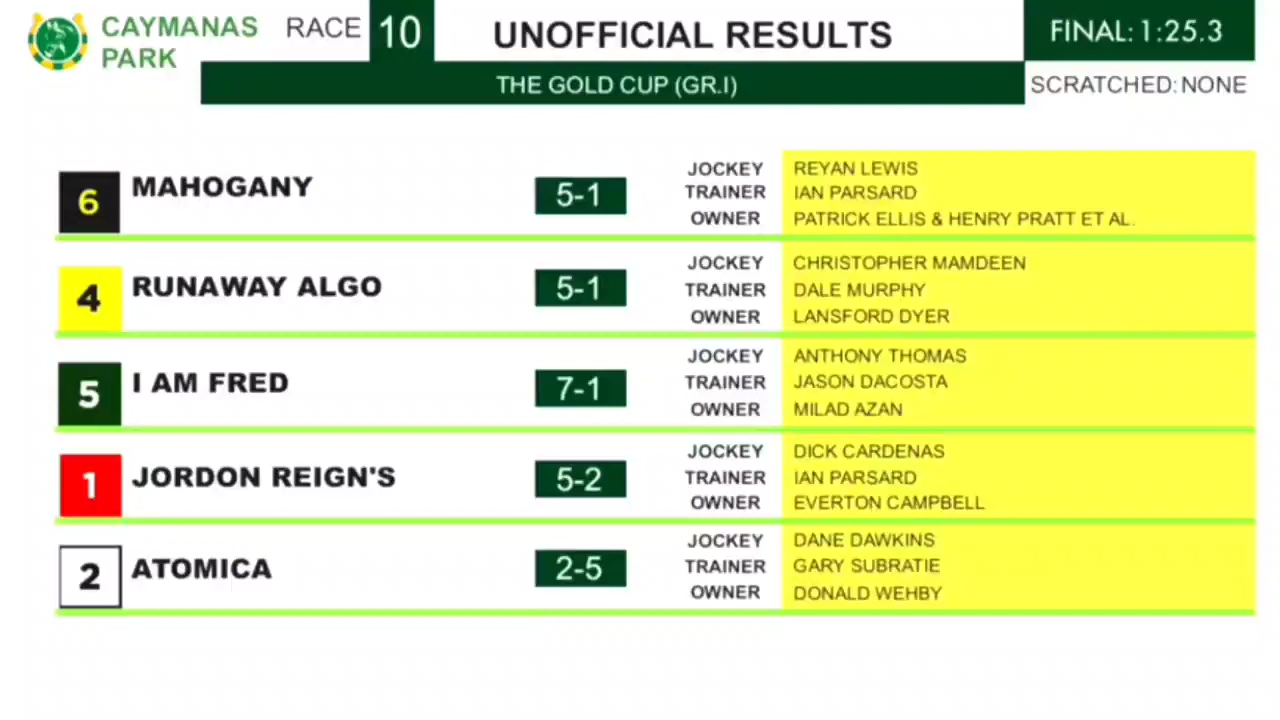 CAYMANAS PARK
RACE 10
UNOFFICIAL RESULTS
FINAL: 1:25.3
THE GOLD CUP (GR.I)
SCRATCHED: NONE
6 MAHOGANY 5-1
JOCKEY REYAN LEWIS
TRAINER IAN PARSARD
OWNER PATRICK ELLIS & HENRY PRATT ET AL.
4 RUNAWAY ALGO 5-1
JOCKEY CHRISTOPHER MAMDEEN
TRAINER DALE MURPHY
OWNER LANSFORD DYER
5 I AM FRED 7-1
JOCKEY ANTHONY THOMAS
TRAINER JASON DACOSTA
OWNER MILAD AZAN
1 JORDON REIGN'S 5-2
JOCKEY DICK CARDENAS
TRAINER IAN PARSARD
OWNER EVERTON CAMPBELL
2 ATOMICA 2-5
JOCKEY DANE DAWKINS
TRAINER GARY SUBRATIE
OWNER DONALD WEHBY